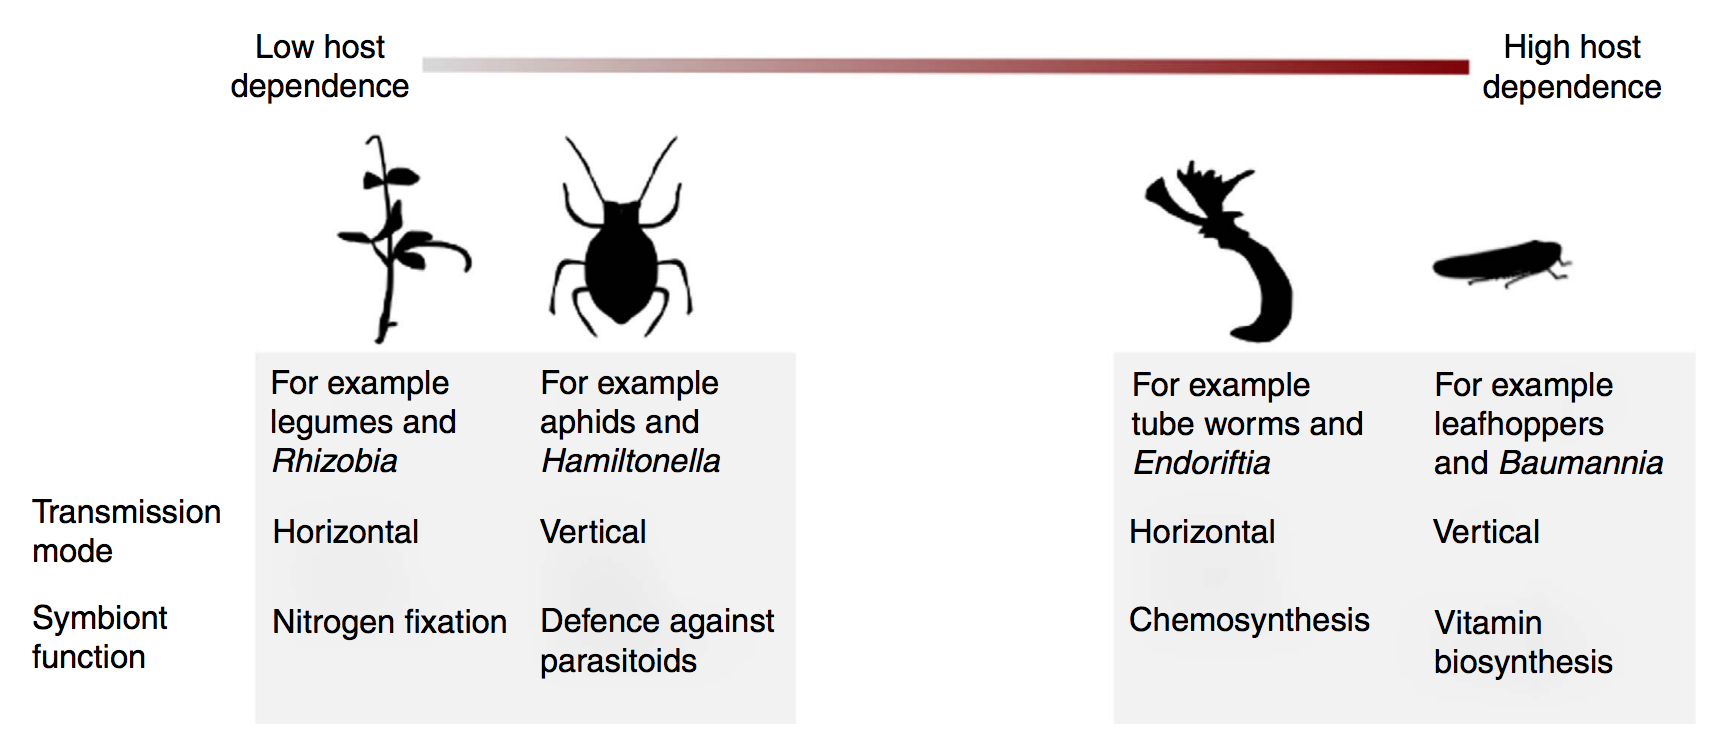 Low host
dependence
High host
dependence
For example
legumes and
Rhizobia
For example
aphids and
Hamiltonella
For example
tube worms and
Endoriftia
For example
leafhoppers
and Baumannia
Transmission
mode
Horizontal
Vertical
Horizontal
Vertical
Symbiont
function
Nitrogen fixation
Defence against
parasitoids
Chemosynthesis
Vitamin
biosynthesis